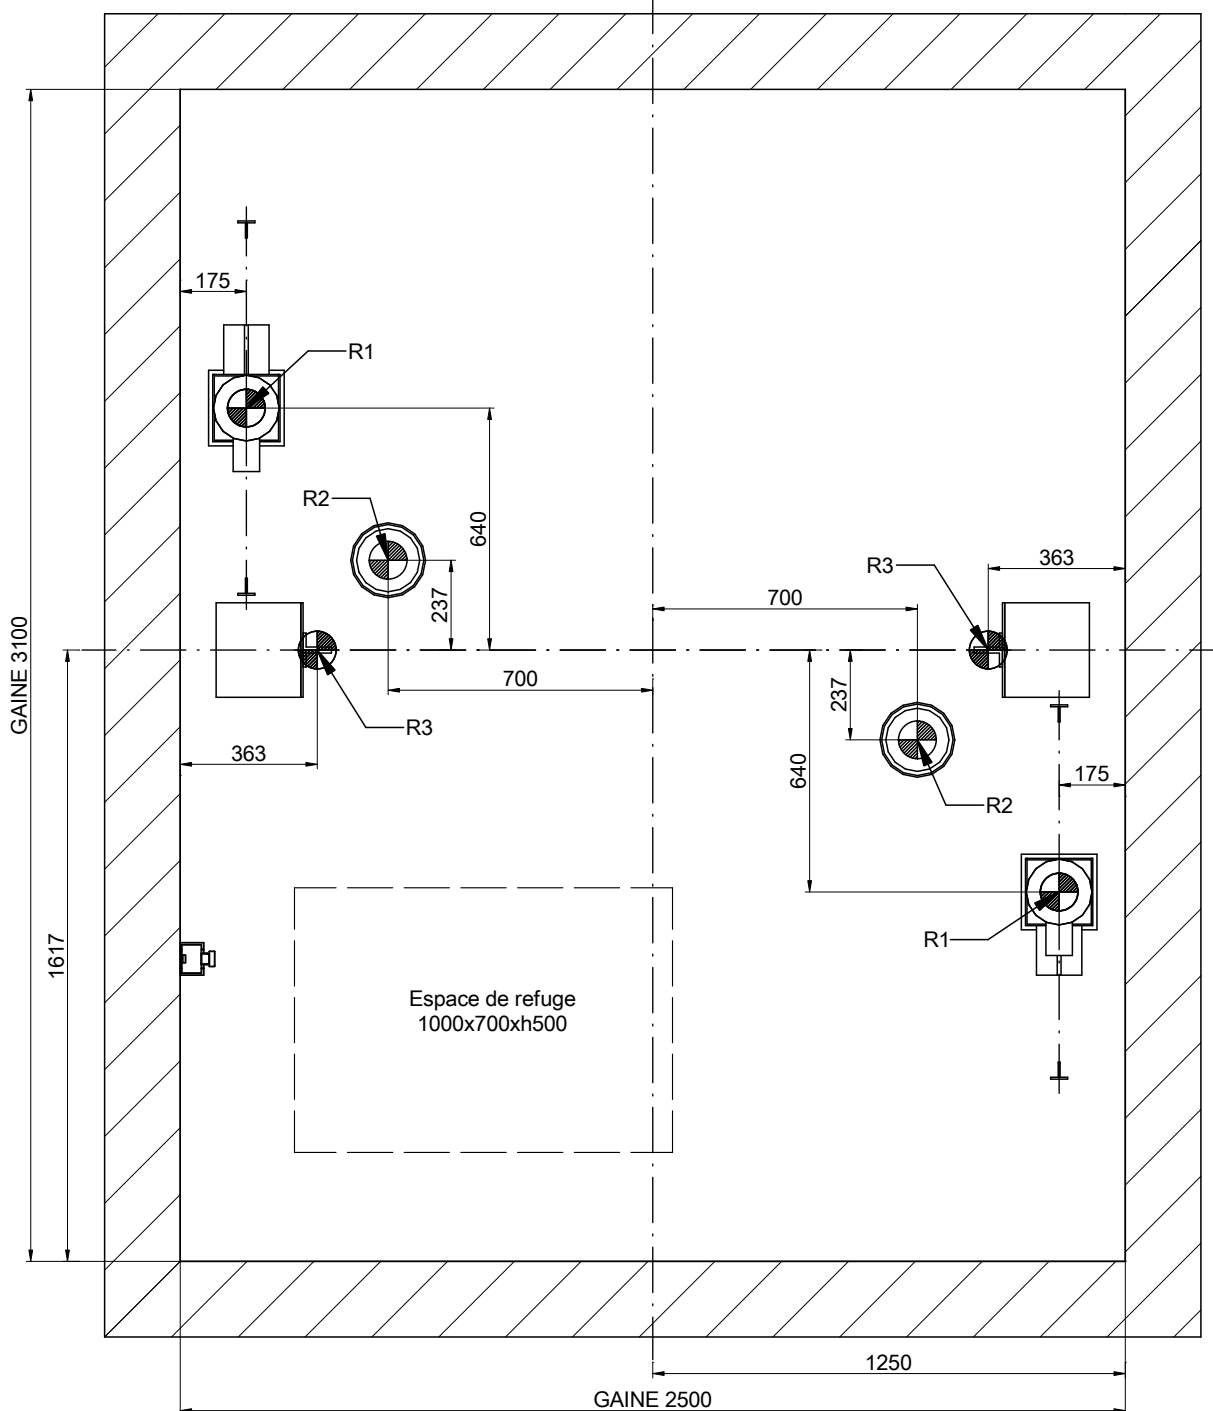 175
R1
R2
640
237
R3
363
700
GAINE 3100
700
237
R3
363
640
175
R2
R1
1617
Espace de refuge
1000x700xh500
1250
GAINE 2500